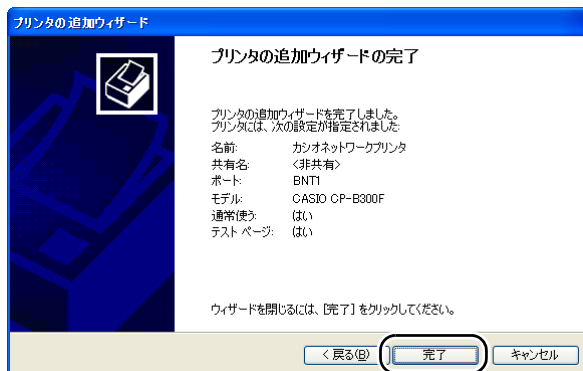 プリンタの追加ウィザード
プリンタの追加ウィザードの完了
プリンタの追加ウィザードを完了しました。
プリンタには、次の設定が指定されました:
名前: カシオネットワークプリンタ
共有名: <非共有>
ポート: BNT1
モデル: CASIO CP-B300F
通常使う: はい
テスト ページ: はい
ウィザードを閉じるには、[完了] をクリックしてください。
< 戻る(B) 完了 キャンセル